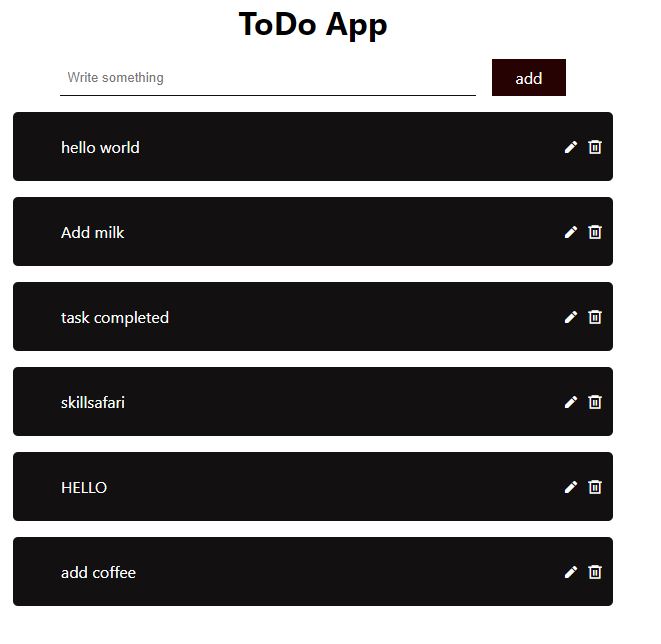 ToDo App
Write something
add
hello world
Add milk
task completed
skillsafari
HELLO
add coffee